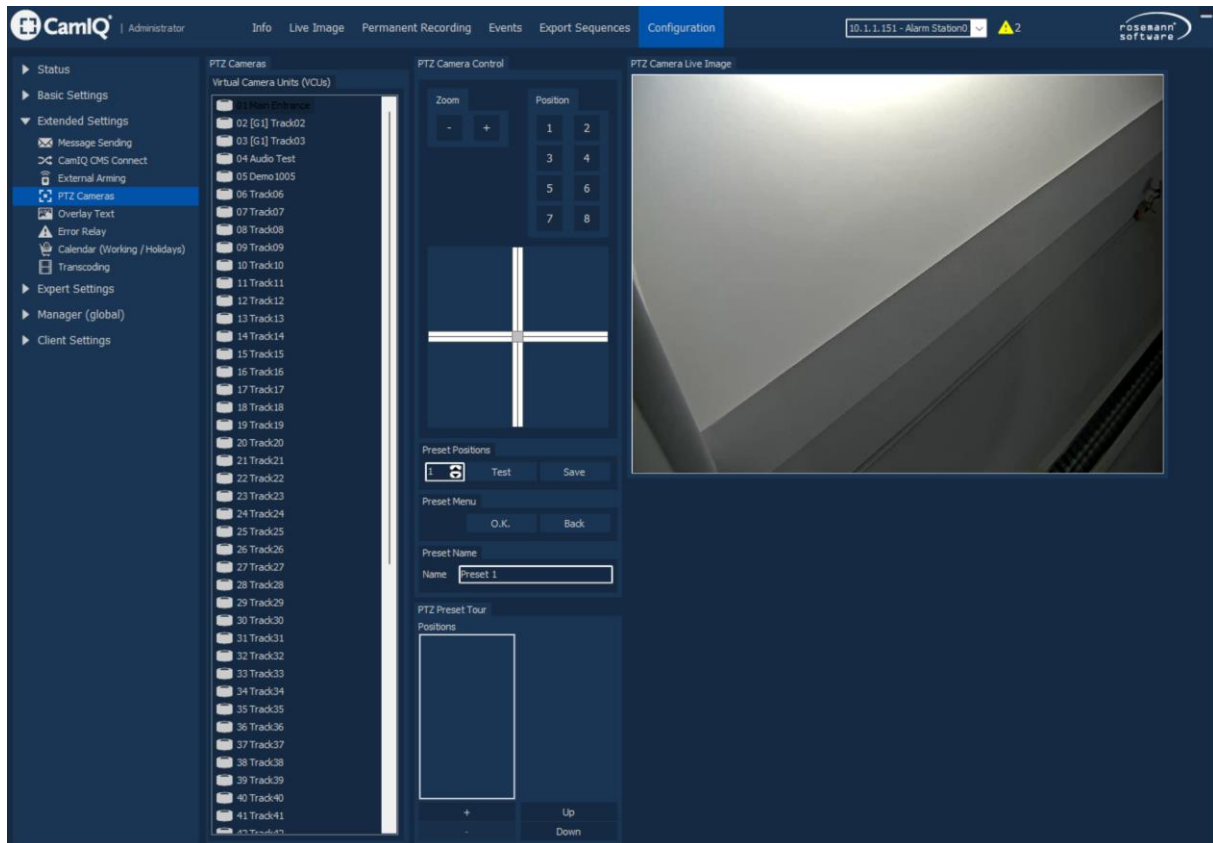 CamIQ | Administrator
Info Live Image Permanent Recording Events Export Sequences Configuration
10.1.1.151 - Alarm Station0
2
rosemann software
Status
Basic Settings
Extended Settings
Message Sending
CamIQ CMS Connect
External Arming
PTZ Cameras
Overlay Text
Error Relay
Calendar (Working / Holidays)
Transcoding
Expert Settings
Manager (global)
Client Settings
PTZ Cameras
Virtual Camera Units (VCUs)
01 Main Entrance
02 [G1] Track02
03 [G1] Track03
04 Audio Test
05 Demo1005
06 Track06
07 Track07
08 Track08
09 Track09
10 Track10
11 Track11
12 Track12
13 Track13
14 Track14
15 Track15
16 Track16
17 Track17
18 Track18
19 Track19
20 Track20
21 Track21
22 Track22
23 Track23
24 Track24
25 Track25
26 Track26
27 Track27
28 Track28
29 Track29
30 Track30
31 Track31
32 Track32
33 Track33
34 Track34
35 Track35
36 Track36
37 Track37
38 Track38
39 Track39
40 Track40
41 Track41
42 Track42
PTZ Camera Control
Zoom
- +
Position
1 2
3 4
5 6
7 8
Preset Positions
1 Test Save
Preset Menu
O.K. Back
Preset Name
Name Preset 1
PTZ Preset Tour
Positions
+ Up
- Down
PTZ Camera Live Image